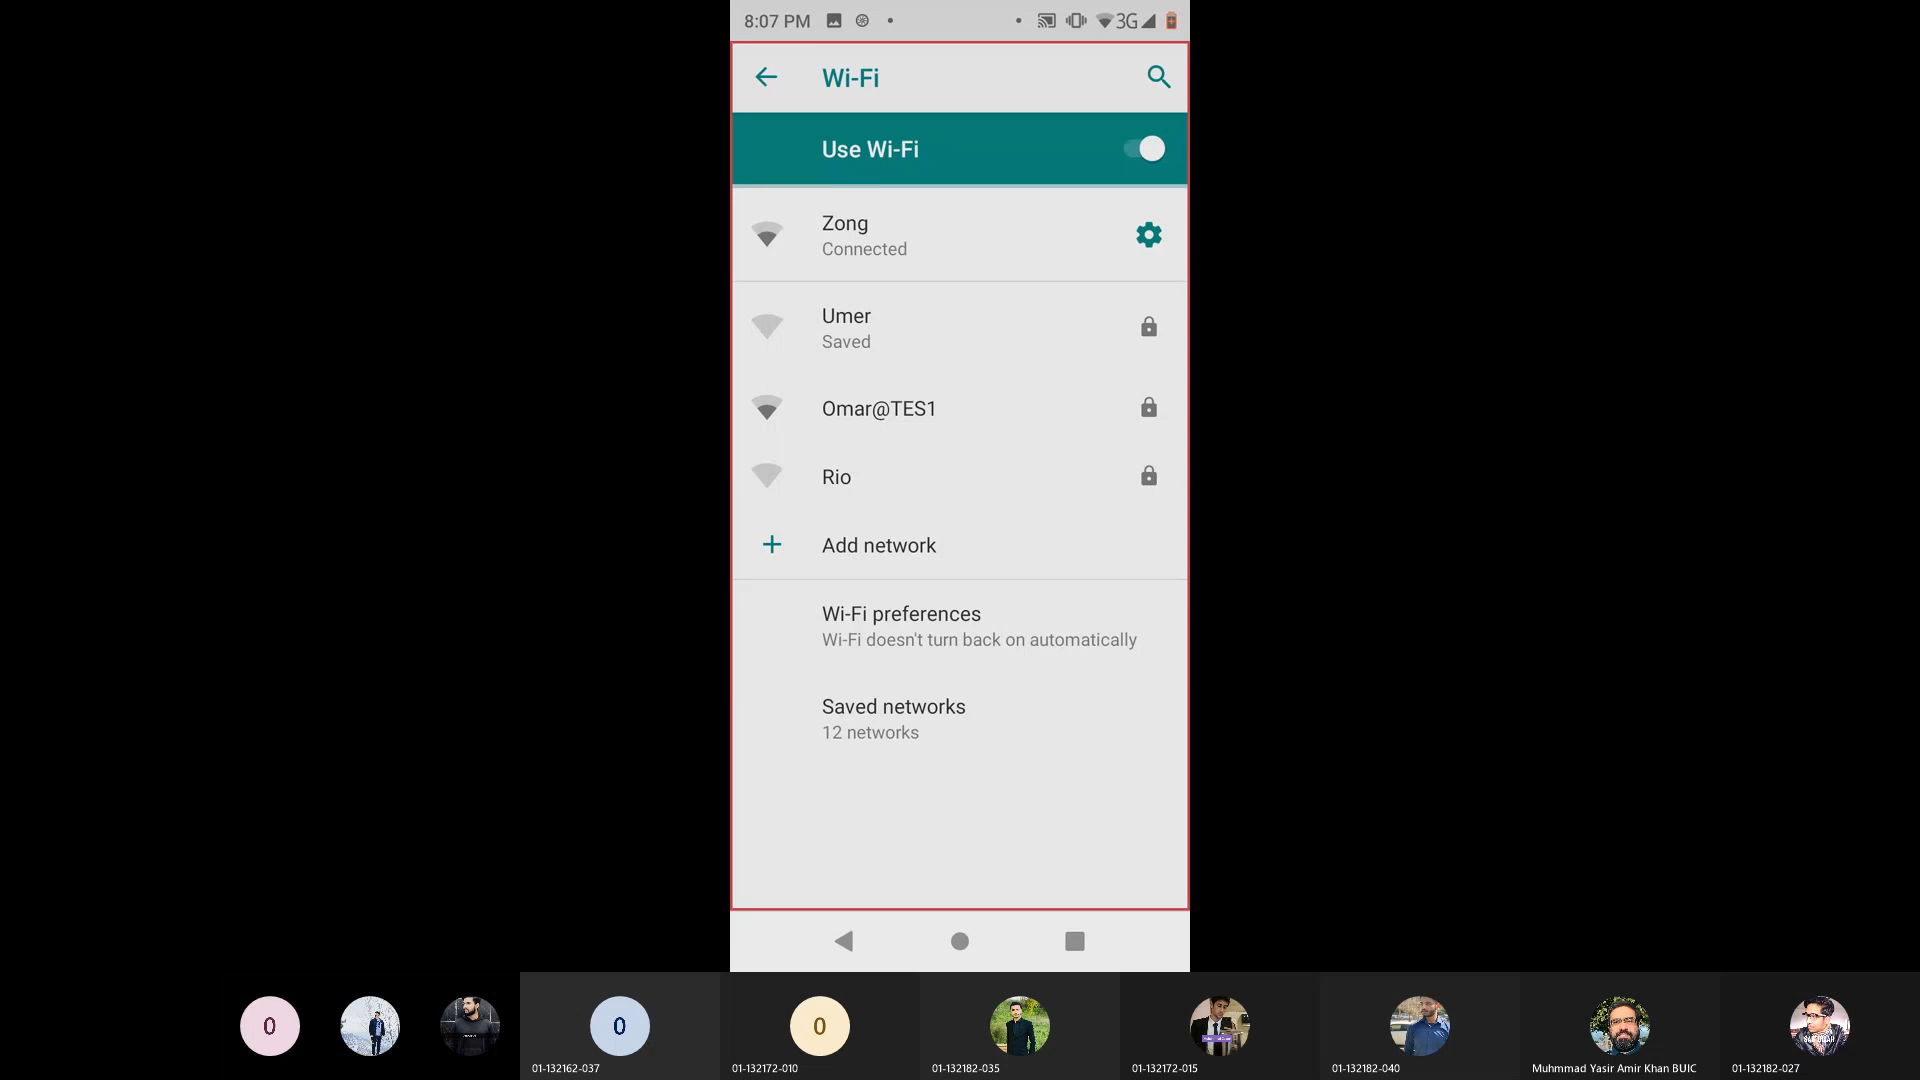 8:07 PM
3G
Wi-Fi
Use Wi-Fi
Zong
Connected
Umer
Saved
Omar@TES1
Rio
Add network
Wi-Fi preferences
Wi-Fi doesn't turn back on automatically
Saved networks
12 networks
0
0
0
01-132162-037
01-132172-010
01-132182-035
01-132172-015
01-132182-040
Muhmmad Yasir Amir Khan BUIC
01-132182-027